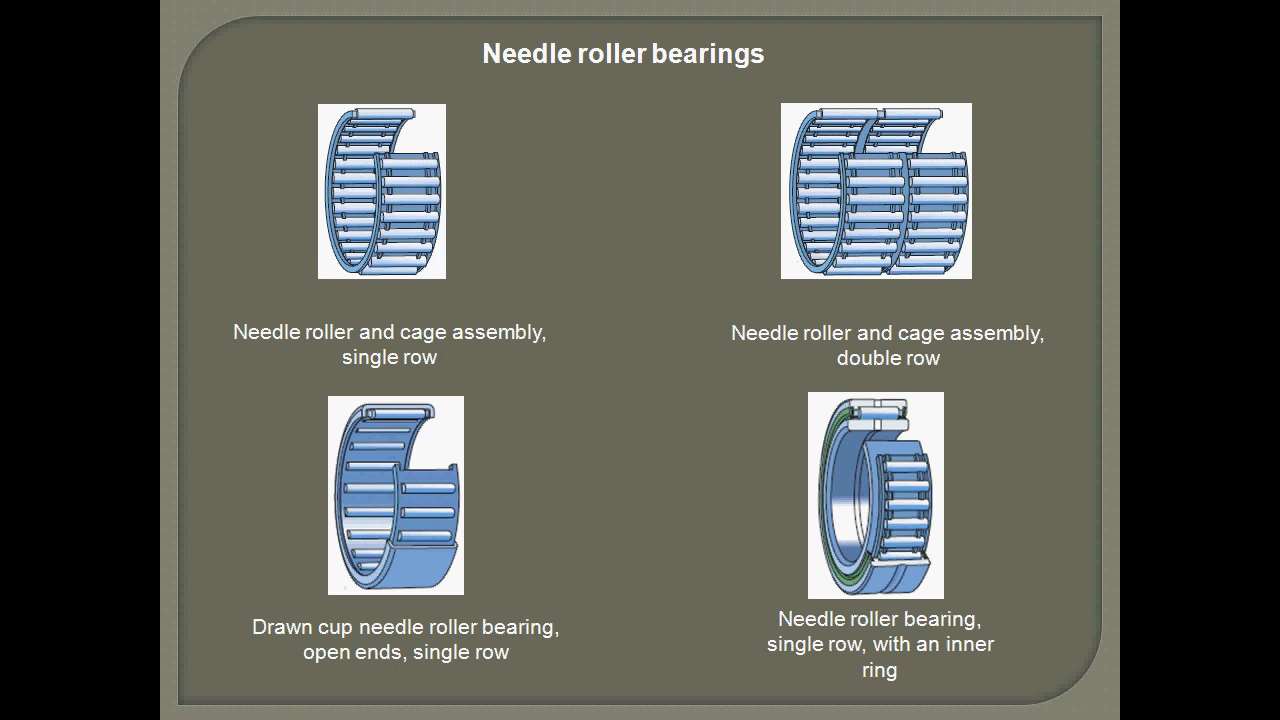 Needle roller bearings
Needle roller and cage assembly,
single row
Needle roller and cage assembly,
double row
Drawn cup needle roller bearing,
open ends, single row
Needle roller bearing,
single row, with an inner
ring